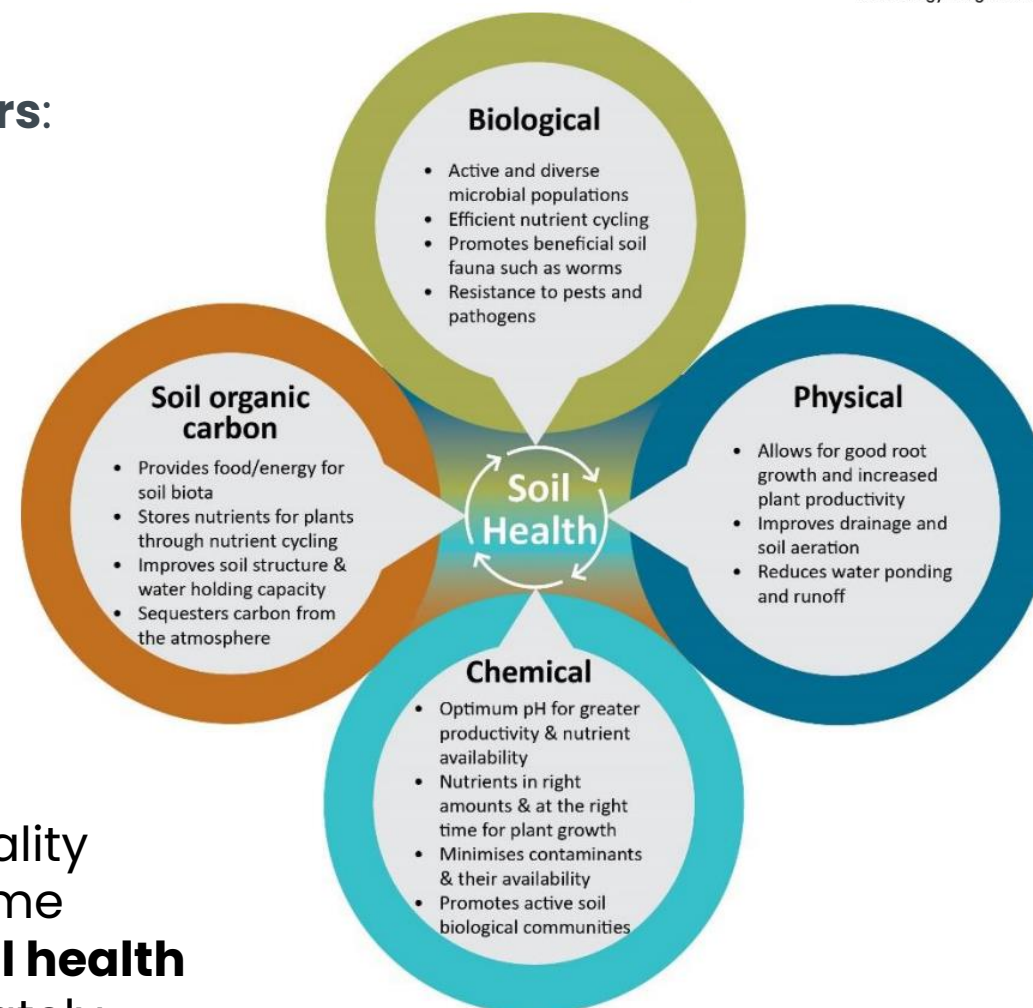 rs:
Biological
• Active and diverse
microbial populations
• Efficient nutrient cycling
• Promotes beneficial soil
fauna such as worms
• Resistance to pests and
pathogens
Soil organic
carbon
• Provides food/energy for
soil biota
• Stores nutrients for plants
through nutrient cycling
• Improves soil structure &
water holding capacity
• Sequesters carbon from
the atmosphere
Soil
Health
Physical
• Allows for good root
growth and increased
plant productivity
• Improves drainage and
soil aeration
• Reduces water ponding
and runoff
Chemical
• Optimum pH for greater
productivity & nutrient
availability
• Nutrients in right
amounts & at the right
time for plant growth
• Minimises contaminants
& their availability
• Promotes active soil
biological communities
ality
me
l health